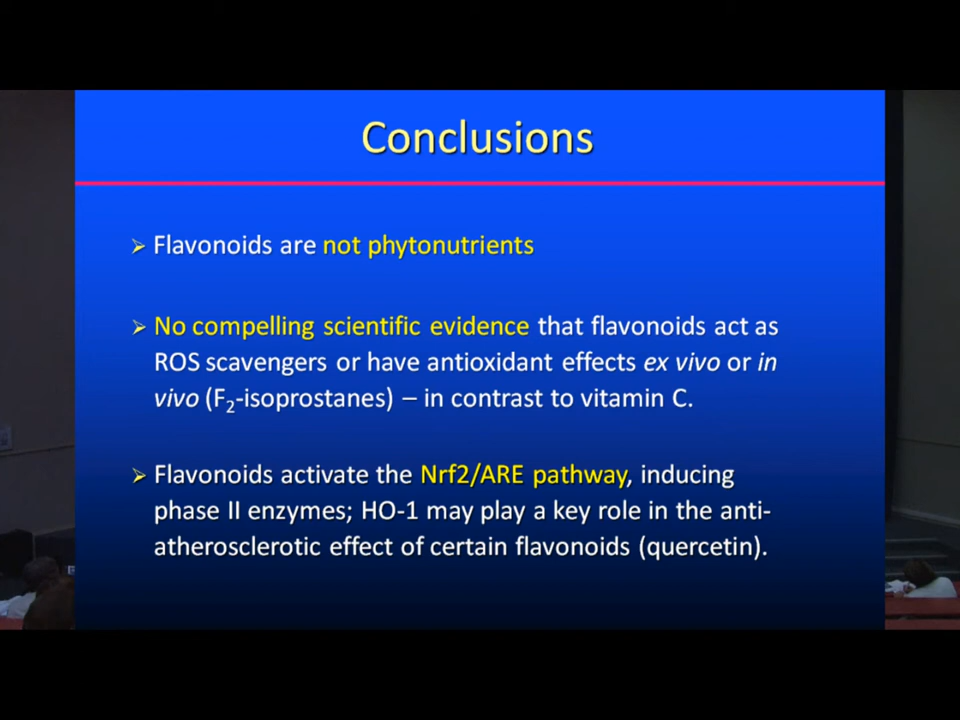 Conclusions
➢ Flavonoids are not phytonutrients
➢ No compelling scientific evidence that flavonoids act as
ROS scavengers or have antioxidant effects ex vivo or in
vivo (F₂-isoprostanes) – in contrast to vitamin C.
➢ Flavonoids activate the Nrf2/ARE pathway, inducing
phase II enzymes; HO-1 may play a key role in the anti-
atherosclerotic effect of certain flavonoids (quercetin).